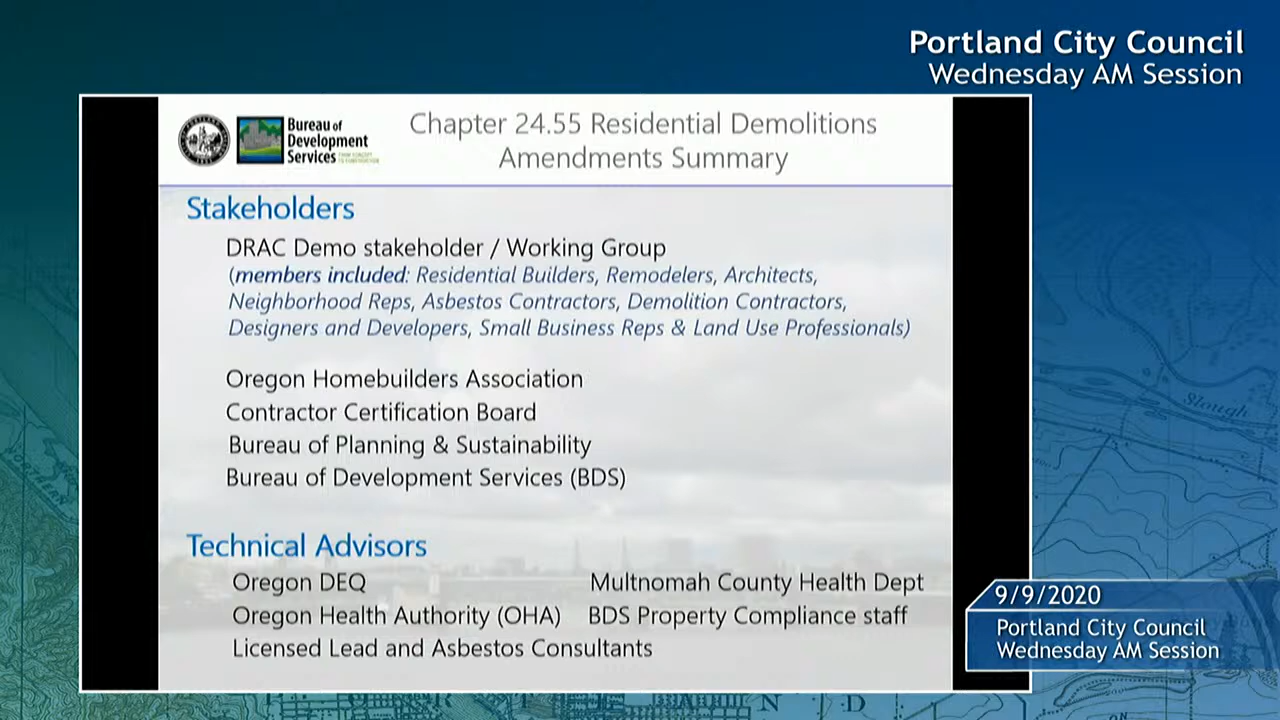 Portland City Council
Wednesday AM Session
Bureau of
Development
Services
Chapter 24.55 Residential Demolitions
Amendments Summary
Stakeholders
DRAC Demo stakeholder / Working Group
(members included: Residential Builders, Remodelers, Architects,
Neighborhood Reps, Asbestos Contractors, Demolition Contractors,
Designers and Developers, Small Business Reps & Land Use Professionals)
Oregon Homebuilders Association
Contractor Certification Board
Bureau of Planning & Sustainability
Bureau of Development Services (BDS)
Technical Advisors
Oregon DEQ
Multnomah County Health Dept
Oregon Health Authority (OHA)
BDS Property Compliance staff
Licensed Lead and Asbestos Consultants
Slough
9/9/2020
Portland City Council
Wednesday AM Session